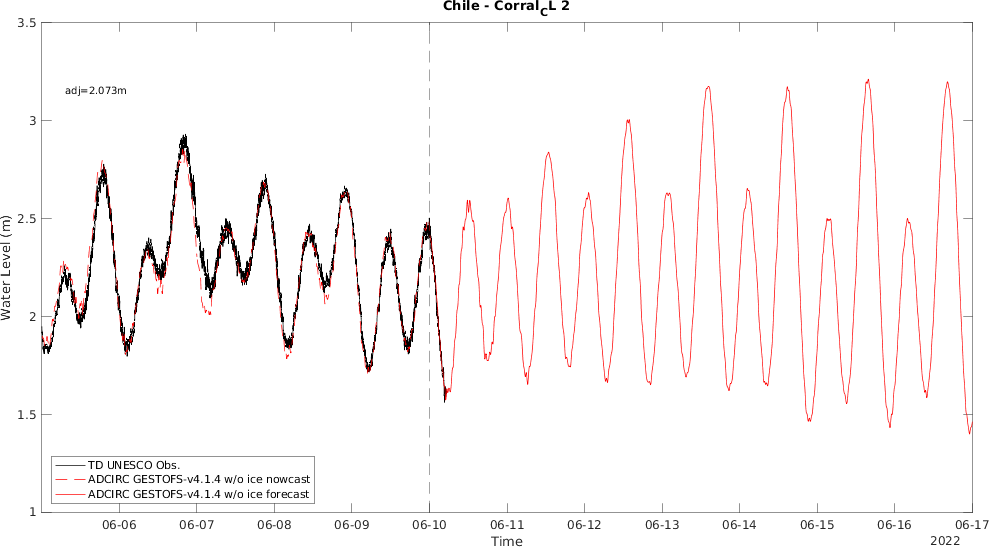 Chile - Corral_CL 2
3.5
adj=2.073m
3
2.5
2
1.5
1
Water Level (m)
TD UNESCO Obs.
ADCIRC GESTOFS-v4.1.4 w/o ice nowcast
ADCIRC GESTOFS-v4.1.4 w/o ice forecast
06-06 06-07 06-08 06-09 06-10 06-11 06-12 06-13 06-14 06-15 06-16 06-17
Time
2022